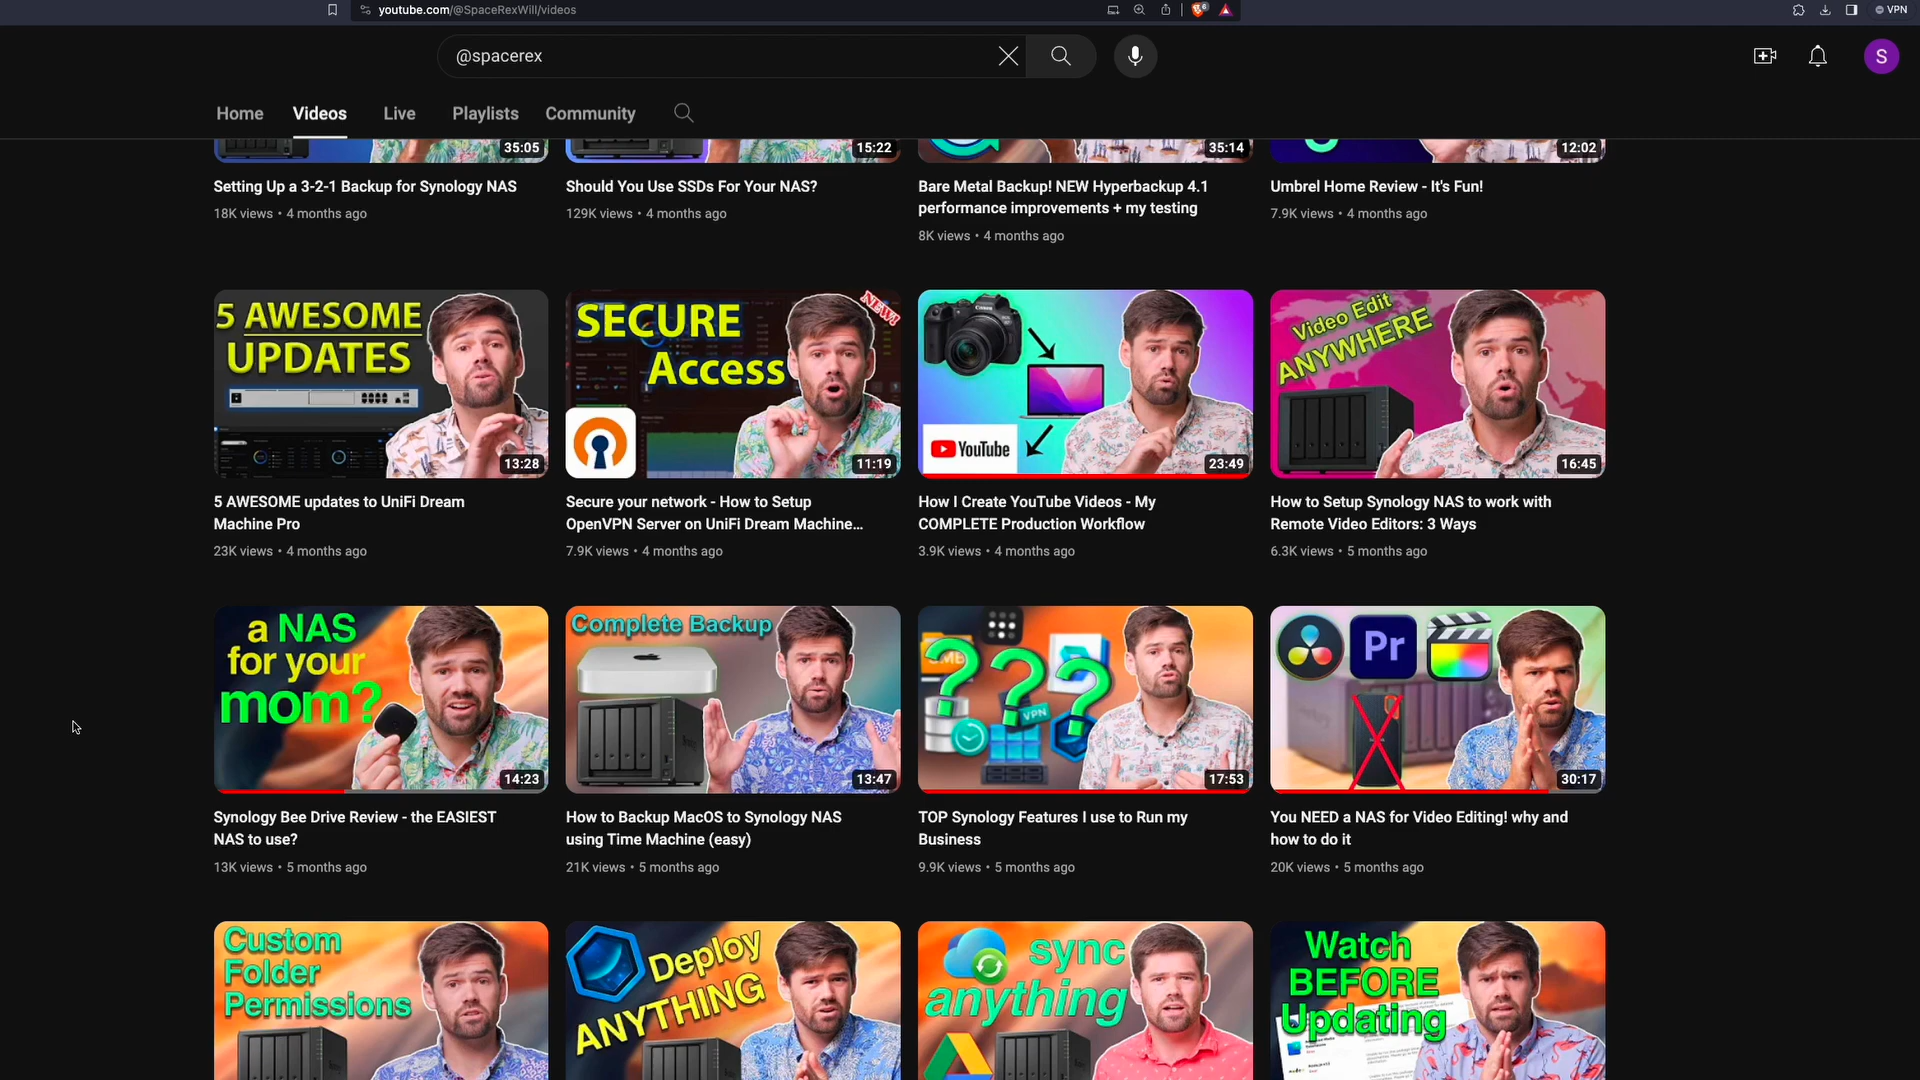 youtube.com/@SpaceRexWill/videos
6
VPN
@spacerex
S
Home
Videos
Live
Playlists
Community
35:05
15:22
35:14
12:02
Setting Up a 3-2-1 Backup for Synology NAS
18K views • 4 months ago
Should You Use SSDs For Your NAS?
129K views • 4 months ago
Bare Metal Backup! NEW Hyperbackup 4.1
performance improvements + my testing
8K views • 4 months ago
Umbrel Home Review - It's Fun!
7.9K views • 4 months ago
5 AWESOME
UPDATES
13:28
SECURE
Access
NEW!
11:19
Canon
YouTube
23:49
Video Edit
ANYWHERE
16:45
5 AWESOME updates to UniFi Dream
Machine Pro
23K views • 4 months ago
Secure your network - How to Setup
OpenVPN Server on UniFi Dream Machine...
7.9K views • 4 months ago
How I Create YouTube Videos - My
COMPLETE Production Workflow
3.9K views • 4 months ago
How to Setup Synology NAS to work with
Remote Video Editors: 3 Ways
6.3K views • 5 months ago
a NAS
for your
mom?
14:23
Complete Backup
13:47
???
VPN
17:53
Pr
30:17
Synology Bee Drive Review - the EASIEST
NAS to use?
13K views • 5 months ago
How to Backup MacOS to Synology NAS
using Time Machine (easy)
21K views • 5 months ago
TOP Synology Features I use to Run my
Business
9.9K views • 5 months ago
You NEED a NAS for Video Editing! why and
how to do it
20K views • 5 months ago
Custom
Folder
Permissions
Deploy
ANYTHING
sync
anything
Watch
BEFORE
Updating